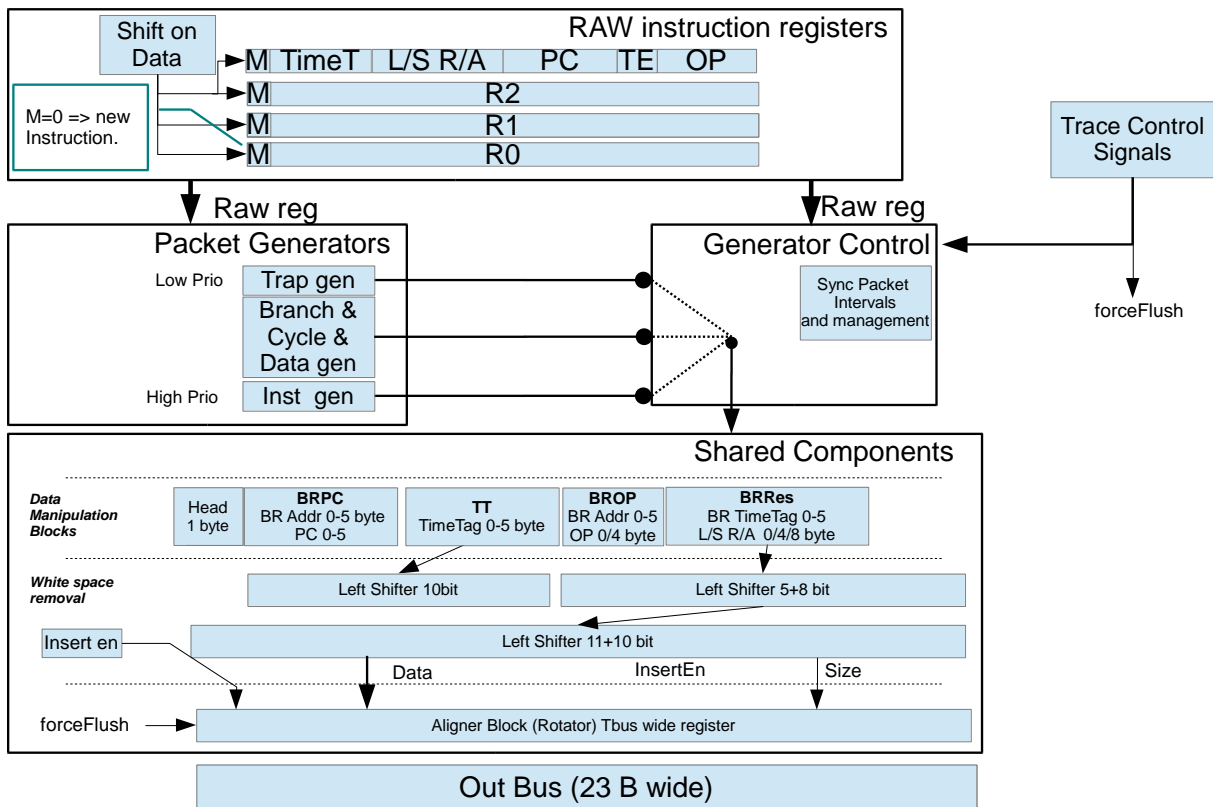 RAW instruction registers
Shift on
Data
M TimeT L/S R/A PC TE OP
M R2
M R1
M R0
M=0 => new
Instruction.
Trace Control
Signals
Raw reg
Raw reg
Packet Generators
Generator Control
Low Prio
Trap gen
Branch &
Cycle &
Data gen
High Prio
Inst gen
Sync Packet
Intervals
and management
forceFlush
Shared Components
Data
Manipulation
Blocks
Head
1 byte
BRPC
BR Addr 0-5 byte
PC 0-5
TT
TimeTag 0-5 byte
BROP
BR Addr 0-5
OP 0/4 byte
BRRes
BR TimeTag 0-5
L/S R/A 0/4/8 byte
White space
removal
Left Shifter 10bit
Left Shifter 5+8 bit
Insert en
Left Shifter 11+10 bit
Data
InsertEn
Size
forceFlush
Aligner Block (Rotator) Tbus wide register
Out Bus (23 B wide)